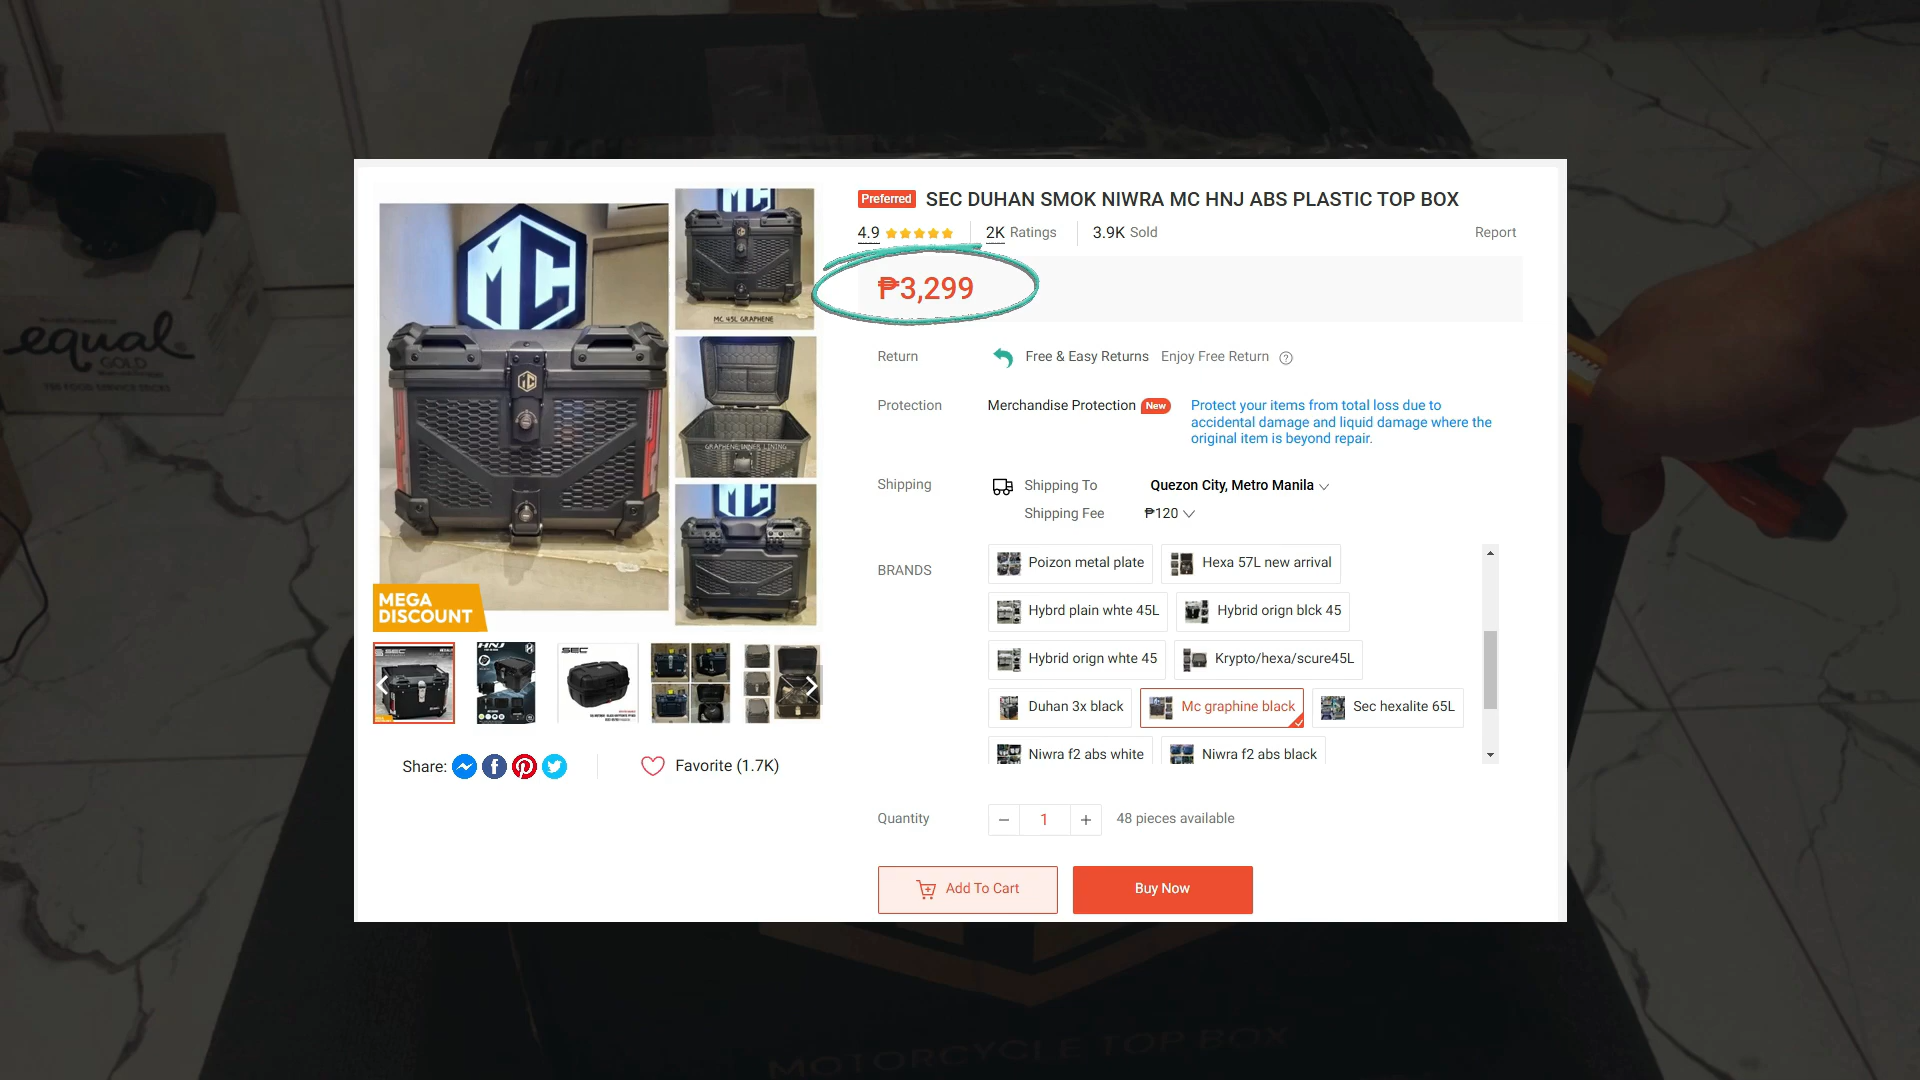 equal
GOLD
MC
MC
MC 45L GRAPHENE
GRAPHENE INNER LINING
MC
MEGA
DISCOUNT
SEC
HNJ
SEC
Share:
Favorite (1.7K)
Preferred
SEC DUHAN SMOK NIWRA MC HNJ ABS PLASTIC TOP BOX
4.9
2K Ratings
3.9K Sold
Report
₱3,299
Return
Free & Easy Returns Enjoy Free Return ?
Protection
Merchandise Protection New
Protect your items from total loss due to
accidental damage and liquid damage where the
original item is beyond repair.
Shipping
Shipping To Quezon City, Metro Manila
Shipping Fee ₱120
BRANDS
Poizon metal plate
Hexa 57L new arrival
Hybrd plain whte 45L
Hybrid orign blck 45
Hybrid orign whte 45
Krypto/hexa/scure45L
Duhan 3x black
Mc graphine black
Sec hexalite 65L
Niwra f2 abs white
Niwra f2 abs black
Quantity
1
48 pieces available
Add To Cart
Buy Now
MOTORCYCLE TOP BOX